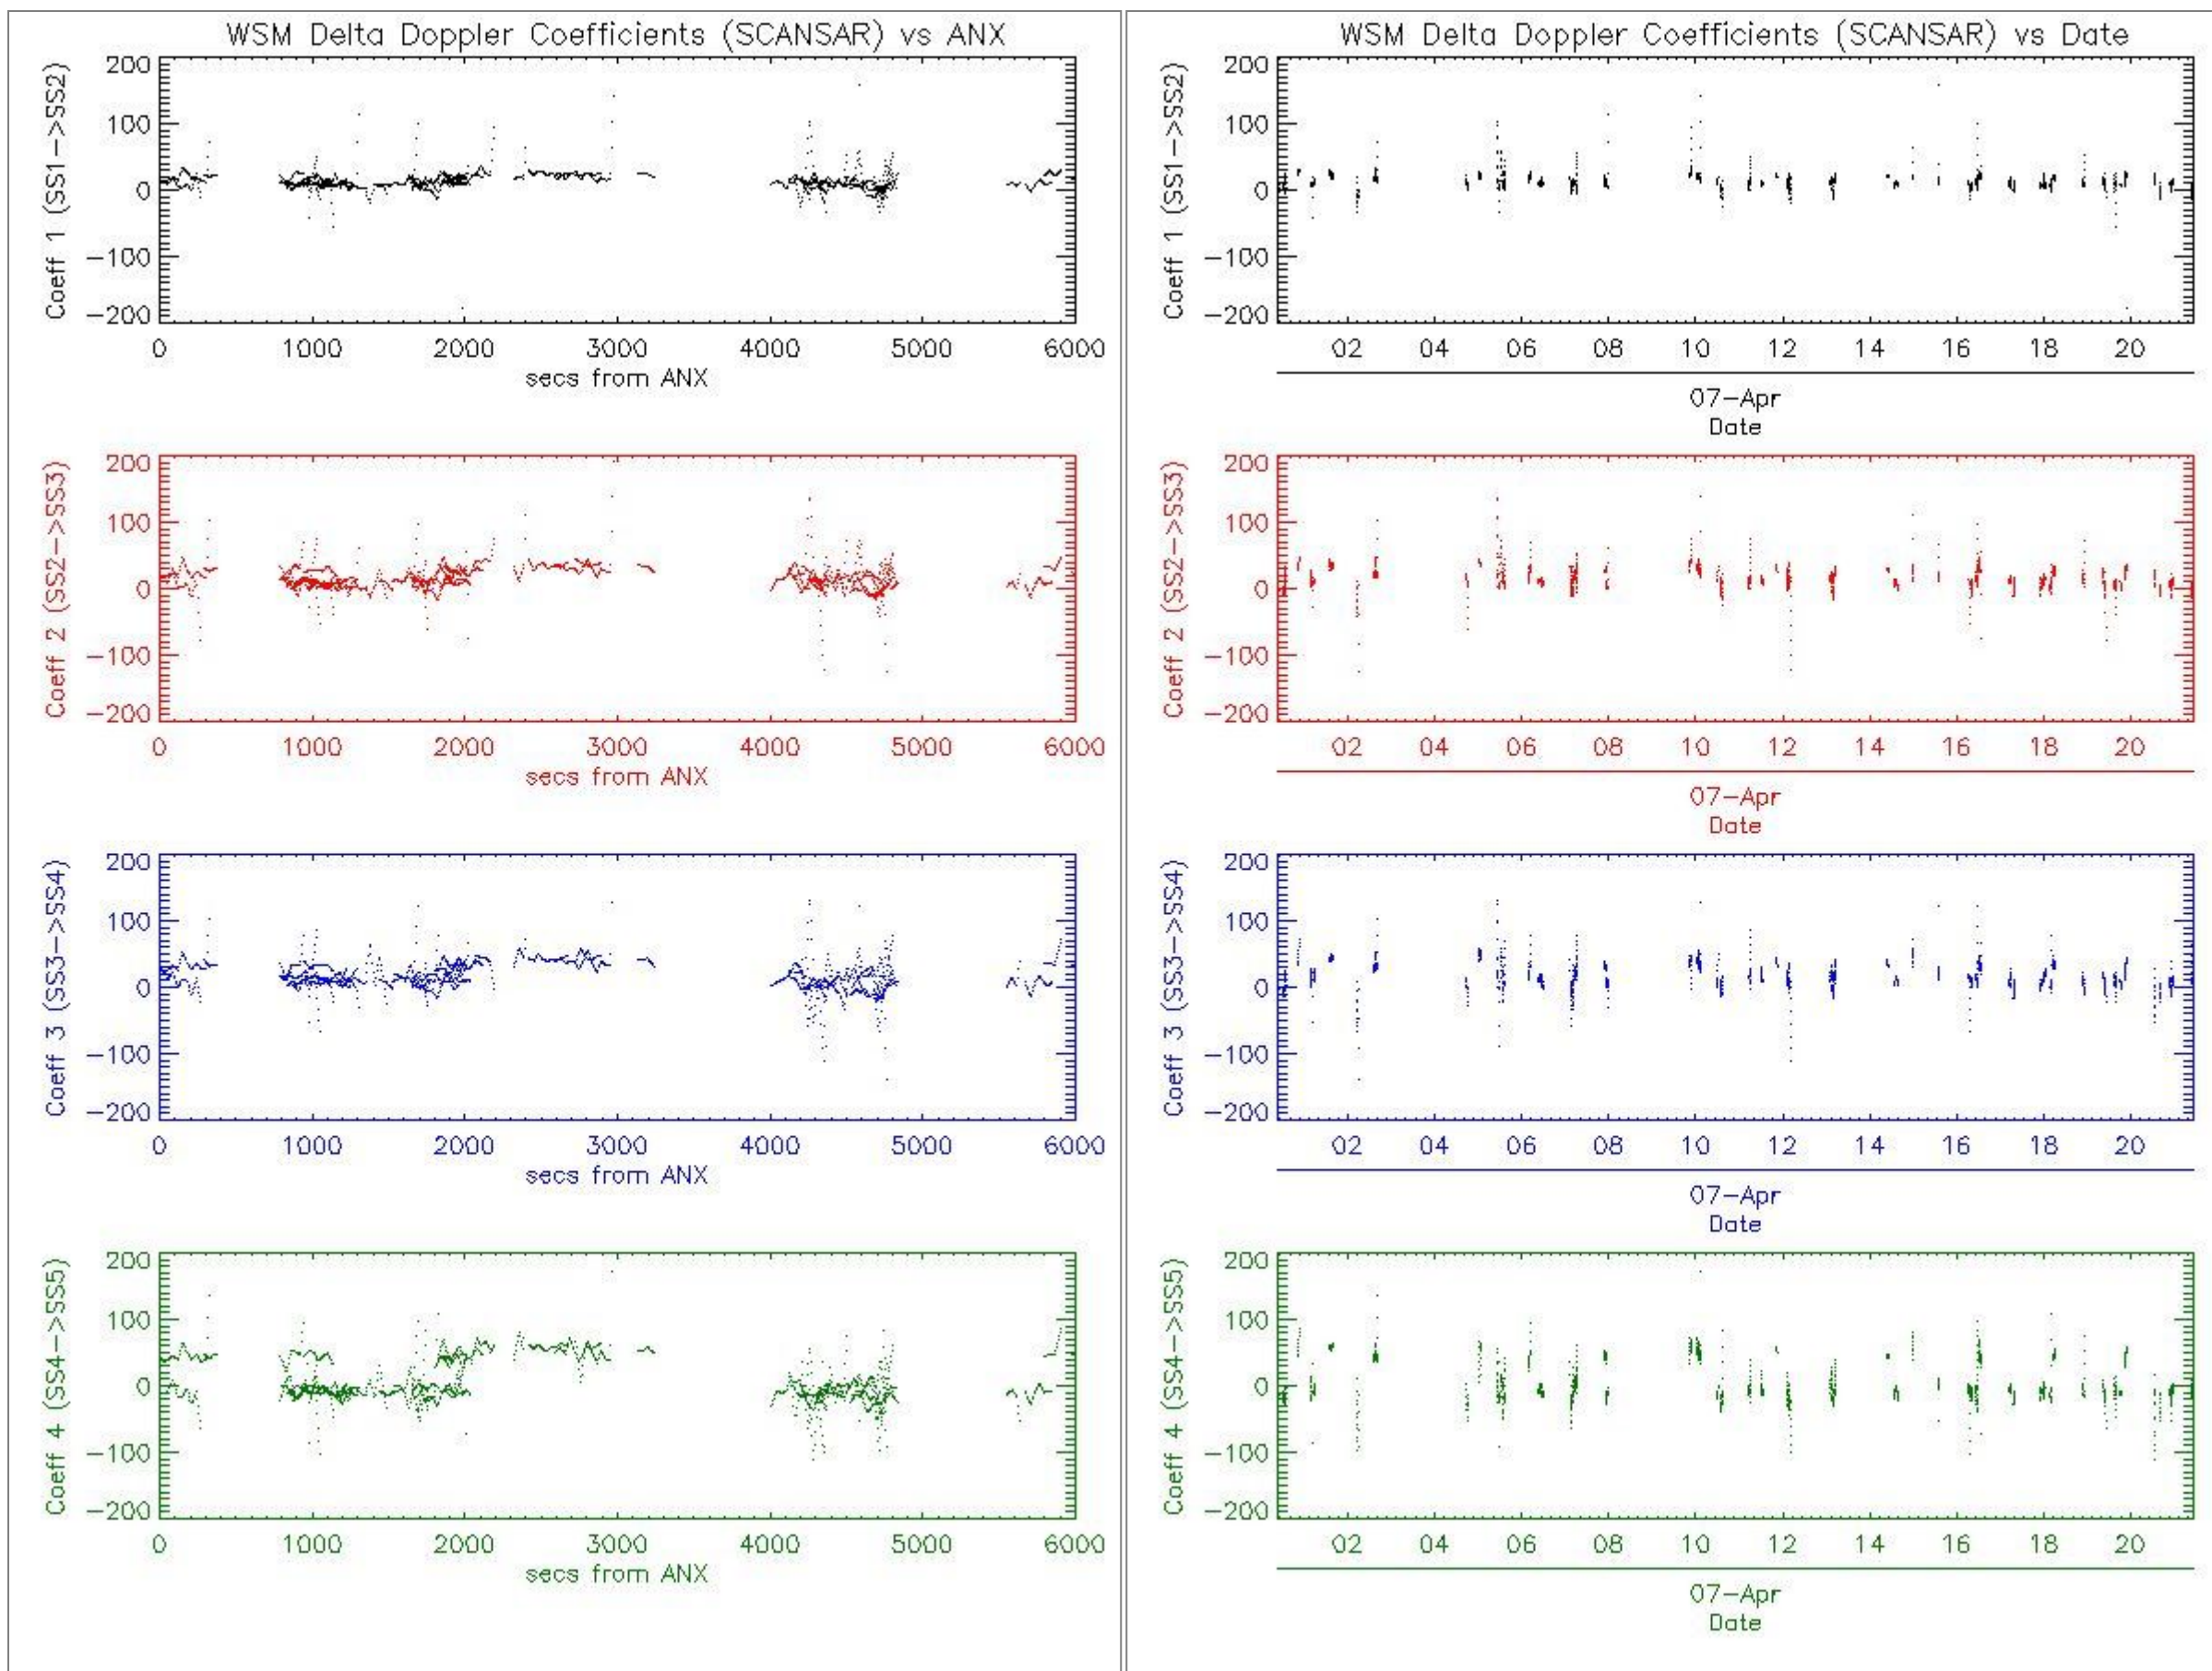 WSM Delta Doppler Coefficients (SCANSAR) vs ANX
Coeff 1 (SS1->SS2)
200
100
0
-100
-200
0 1000 2000 3000 4000 5000 6000
secs from ANX
Coeff 2 (SS2->SS3)
200
100
0
-100
-200
0 1000 2000 3000 4000 5000 6000
secs from ANX
Coeff 3 (SS3->SS4)
200
100
0
-100
-200
0 1000 2000 3000 4000 5000 6000
secs from ANX
Coeff 4 (SS4->SS5)
200
100
0
-100
-200
0 1000 2000 3000 4000 5000 6000
secs from ANX
WSM Delta Doppler Coefficients (SCANSAR) vs Date
Coeff 1 (SS1->SS2)
200
100
0
-100
-200
02 04 06 08 10 12 14 16 18 20
07-Apr
Date
Coeff 2 (SS2->SS3)
200
100
0
-100
-200
02 04 06 08 10 12 14 16 18 20
07-Apr
Date
Coeff 3 (SS3->SS4)
200
100
0
-100
-200
02 04 06 08 10 12 14 16 18 20
07-Apr
Date
Coeff 4 (SS4->SS5)
200
100
0
-100
-200
02 04 06 08 10 12 14 16 18 20
07-Apr
Date